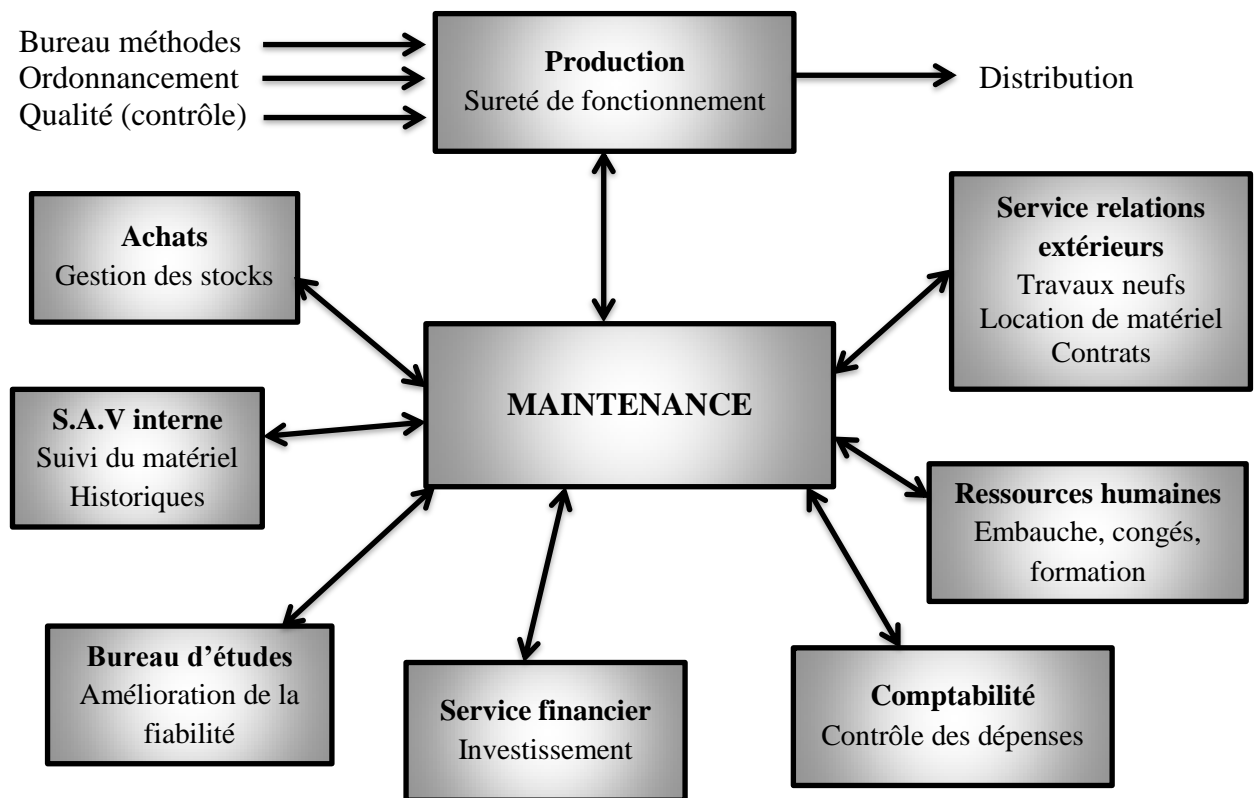 Bureau méthodes
Ordonnancement
Qualité (contrôle)
Production
Sureté de fonctionnement
Distribution
Achats
Gestion des stocks
Service relations
extérieurs
Travaux neufs
Location de matériel
Contrats
MAINTENANCE
S.A.V interne
Suivi du matériel
Historiques
Ressources humaines
Embauche, congés,
formation
Bureau d’études
Amélioration de la
fiabilité
Service financier
Investissement
Comptabilité
Contrôle des dépenses